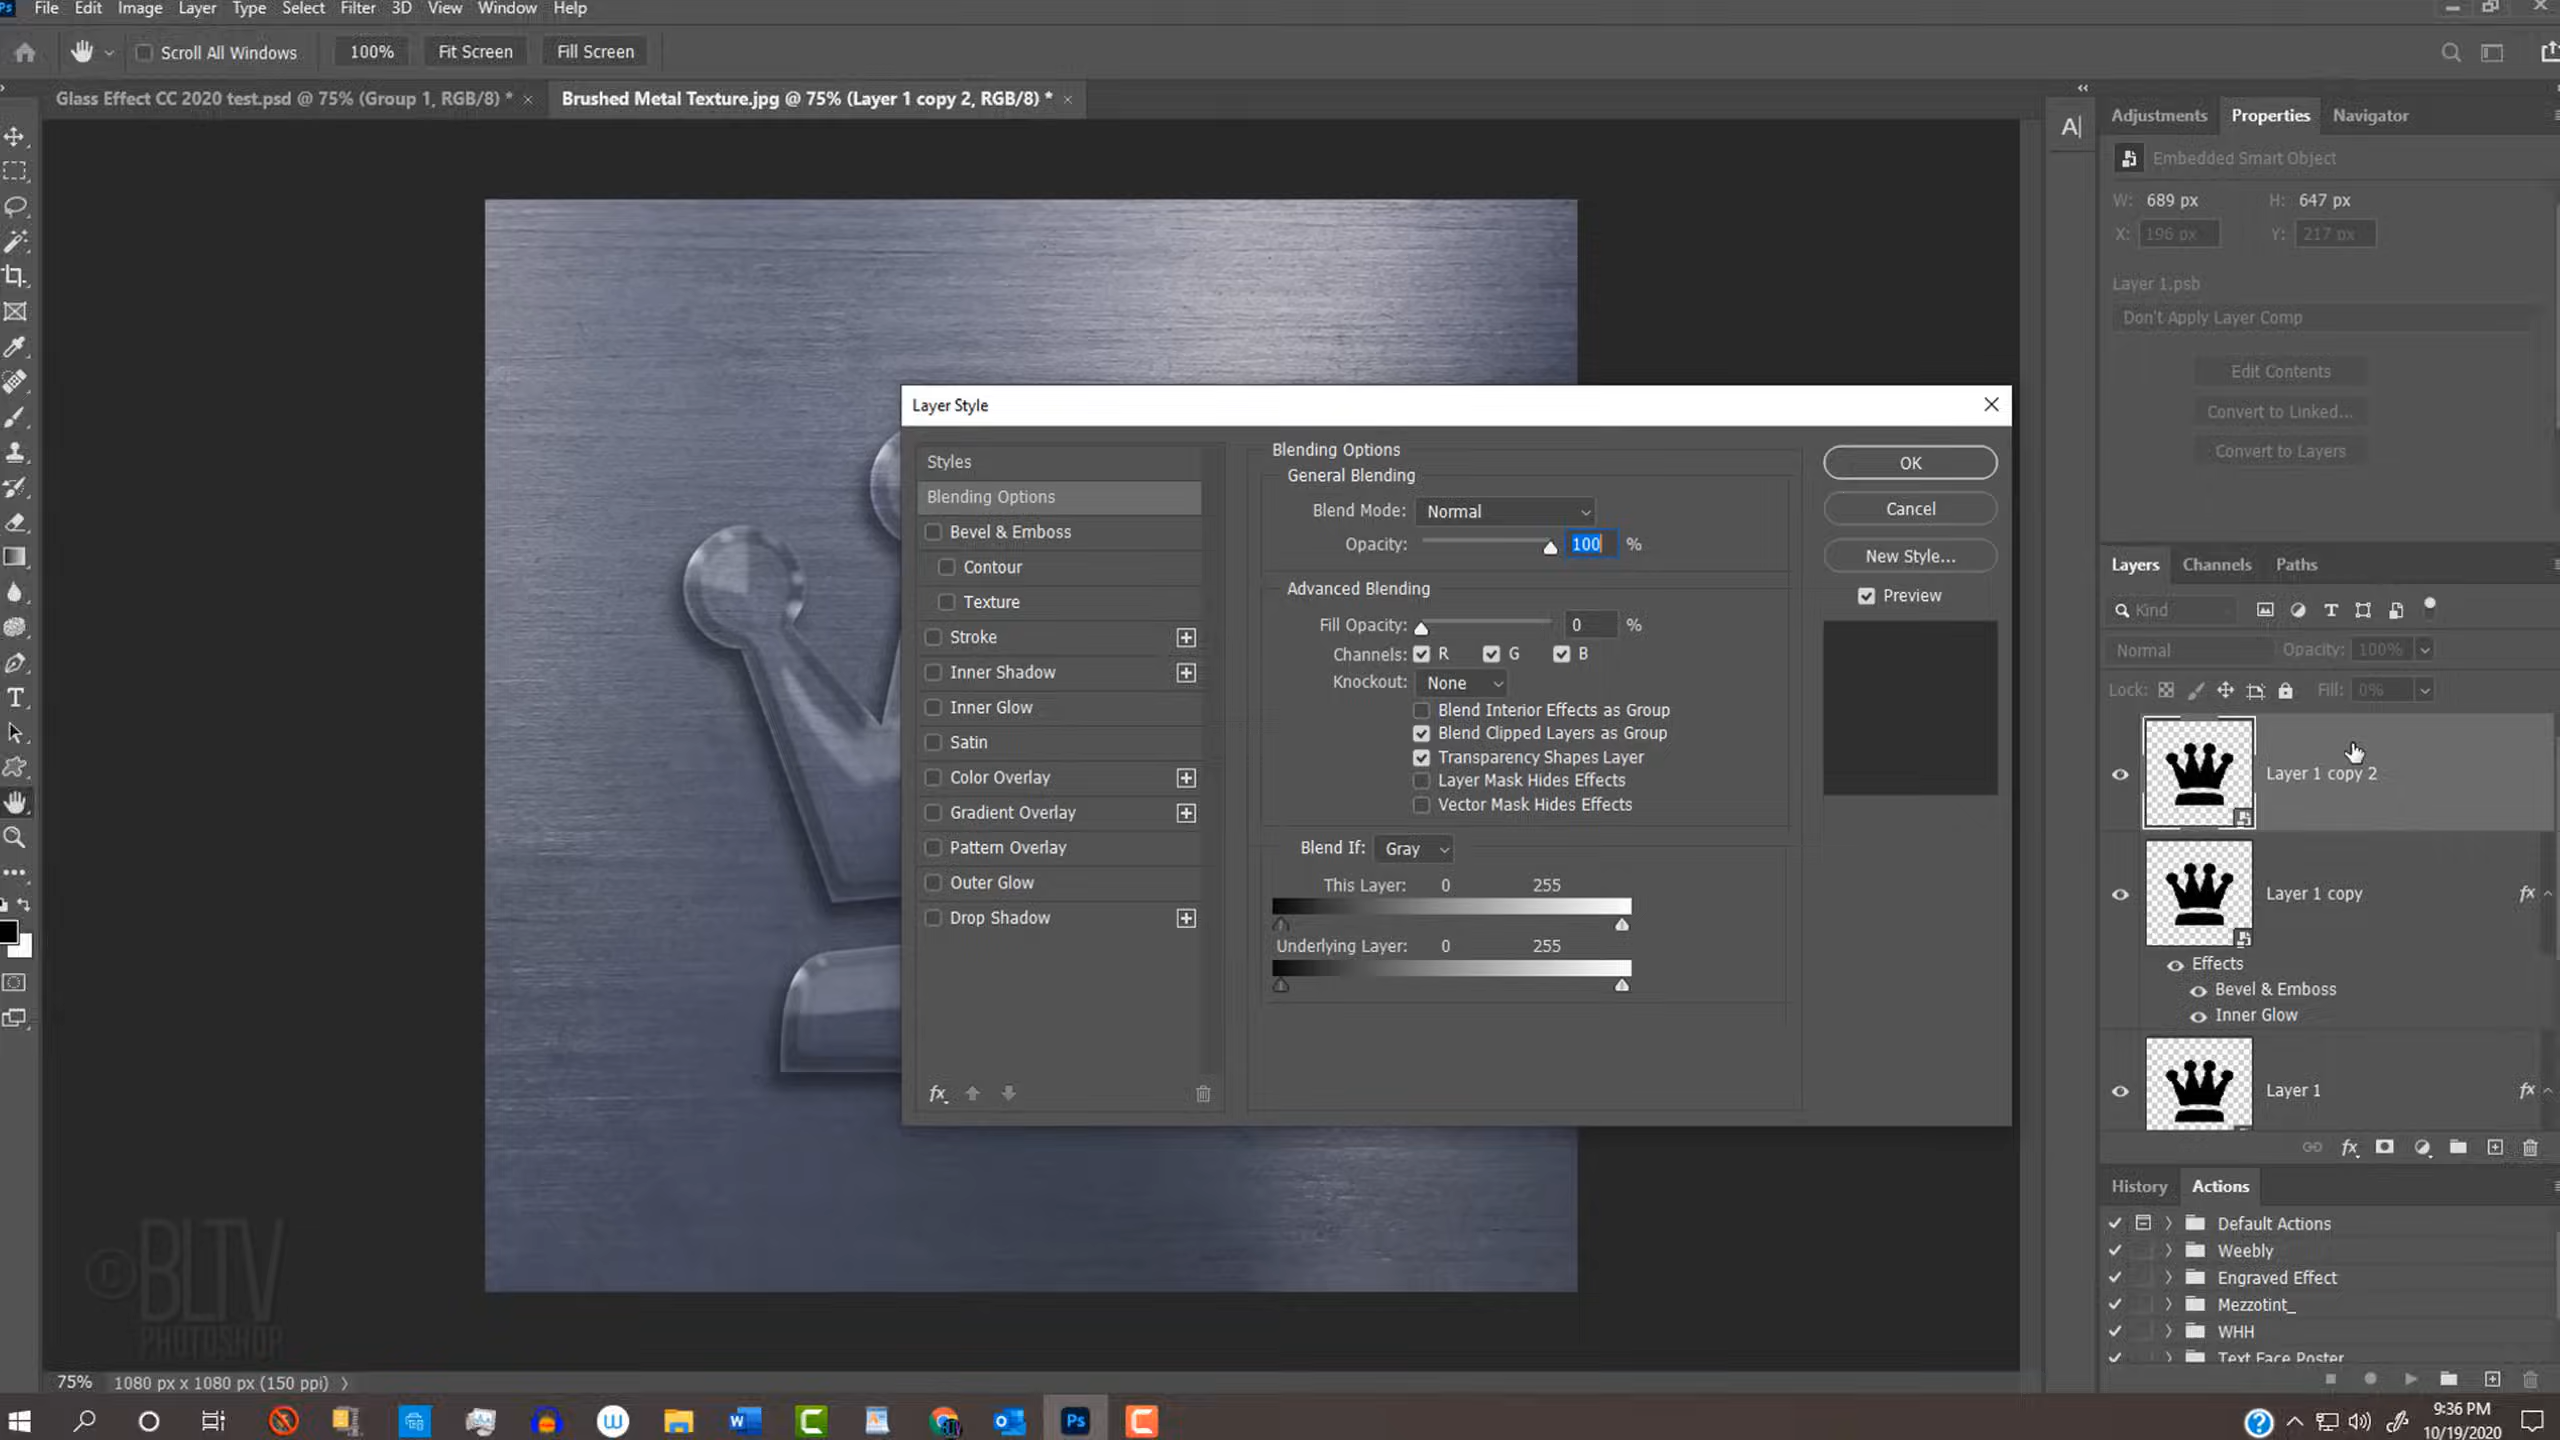 Ps File Edit Image Layer Type Select Filter 3D View Window Help
Scroll All Windows 100% Fit Screen Fill Screen
Glass Effect CC 2020 test.psd @ 75% (Group 1, RGB/8) * × Brushed Metal Texture.jpg @ 75% (Layer 1 copy 2, RGB/8) * ×
Adjustments Properties Navigator
A|
Embedded Smart Object
W: 689 px H: 647 px
X: 196 px Y: 217 px
Layer 1.psb
Don't Apply Layer Comp
Edit Contents
Convert to Linked...
Convert to Layers
Layer Style
Styles
Blending Options
Bevel & Emboss
Contour
Texture
Stroke
Inner Shadow
Inner Glow
Satin
Color Overlay
Gradient Overlay
Pattern Overlay
Outer Glow
Drop Shadow
fx
Blending Options
General Blending
Blend Mode: Normal
Opacity: 100 %
Advanced Blending
Fill Opacity: 0 %
Channels: R G B
Knockout: None
Blend Interior Effects as Group
Blend Clipped Layers as Group
Transparency Shapes Layer
Layer Mask Hides Effects
Vector Mask Hides Effects
Blend If: Gray
This Layer: 0 255
Underlying Layer: 0 255
OK
Cancel
New Style...
Preview
Layers Channels Paths
Kind
Normal Opacity: 100%
Lock: Fill: 0%
Layer 1 copy 2
Layer 1 copy fx
Effects
Bevel & Emboss
Inner Glow
Layer 1 fx
fx
History Actions
Default Actions
Weebly
Engraved Effect
Mezzotint_
WHH
Text Face Poster
©BLTV
PHOTOSHOP
75% 1080 px x 1080 px (150 ppi)
9:36 PM
10/19/2020